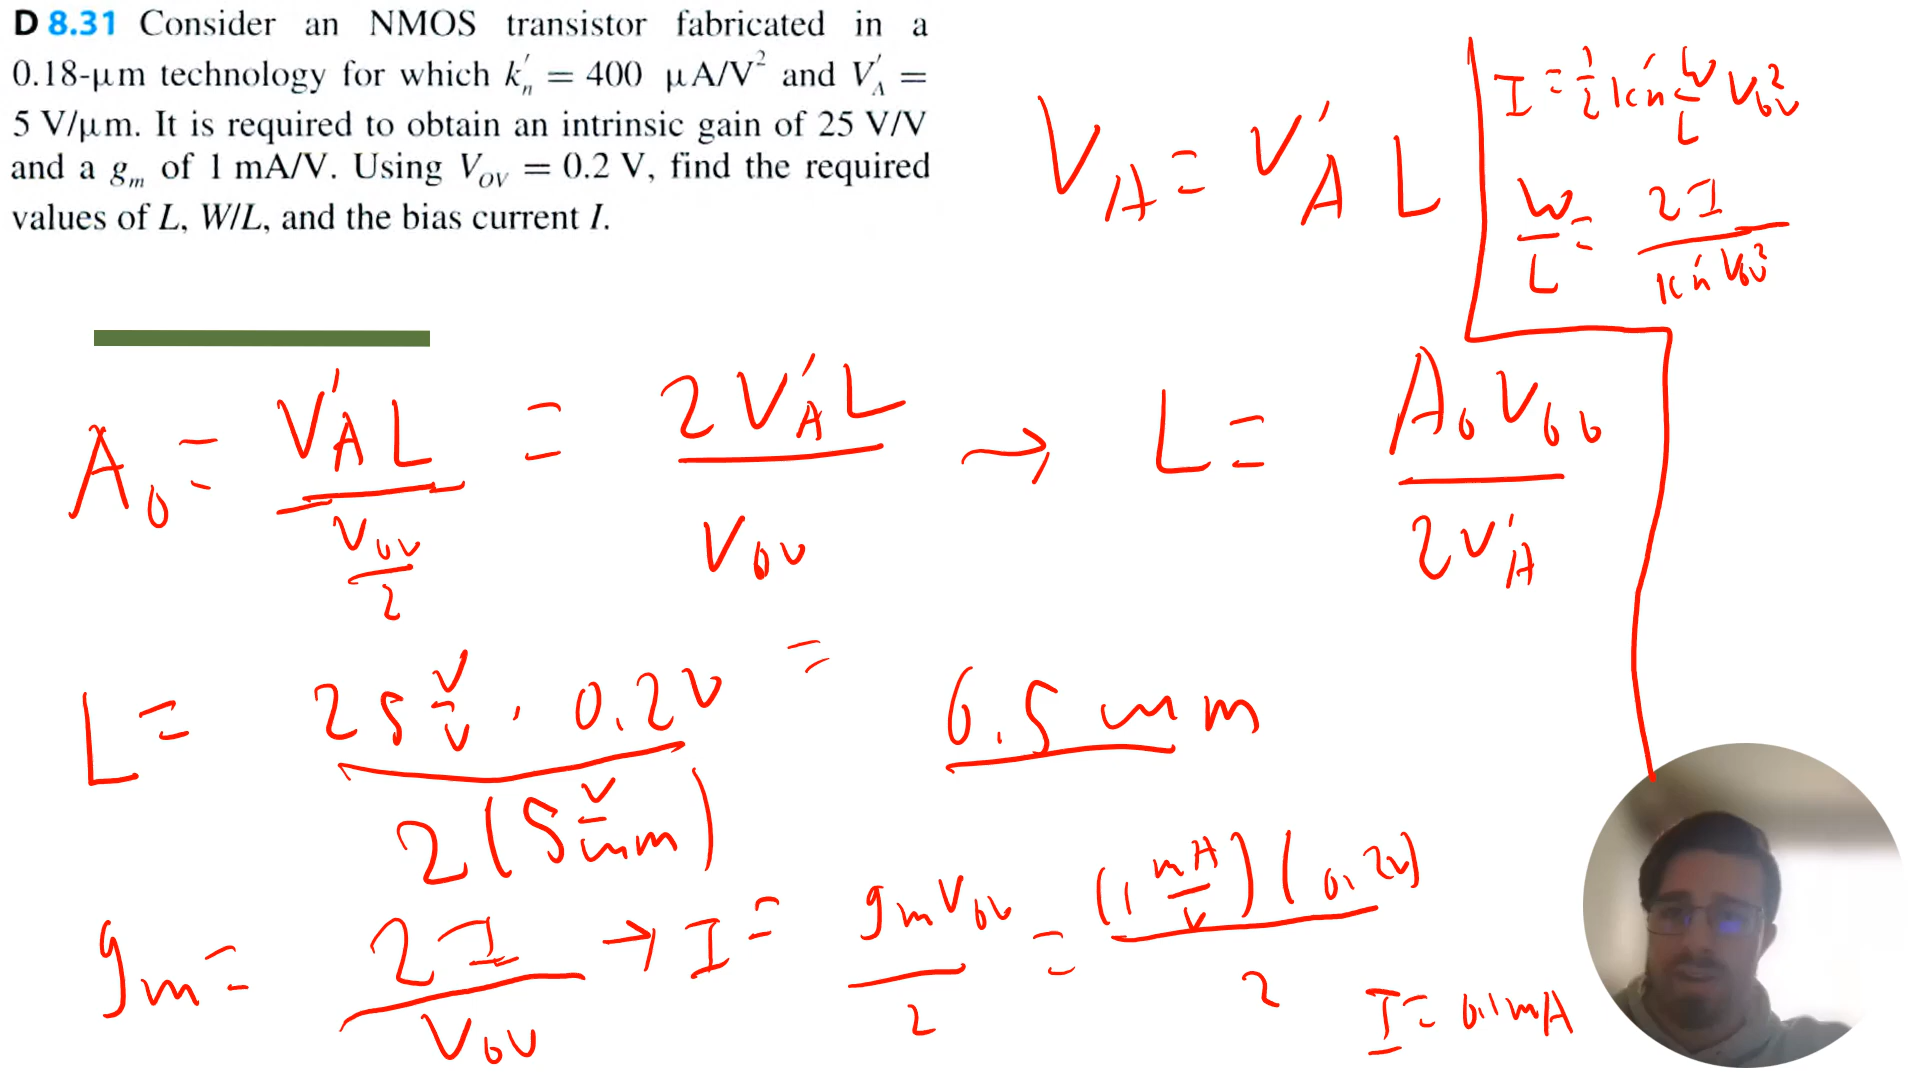 D 8.31 Consider an NMOS transistor fabricated in a
0.18-μm technology for which k′n = 400 μA/V² and V′A =
5 V/μm. It is required to obtain an intrinsic gain of 25 V/V
and a gm of 1 mA/V. Using VOV = 0.2 V, find the required
values of L, W/L, and the bias current I.
VA = V′A L
I = 1/2 k′n W/L Vov²
W/L = 2I / k′n Vov²
A0 = V′A L / (Vov/2) = 2V′A L / Vov → L = A0 Vov / 2V′A
L = 25 V/V · 0.2V / 2(5 V/μm) = 0.5 μm
gm = 2I / Vov → I = gm Vov / 2 = (1 mA/V)(0.2V) / 2
I = 0.1mA